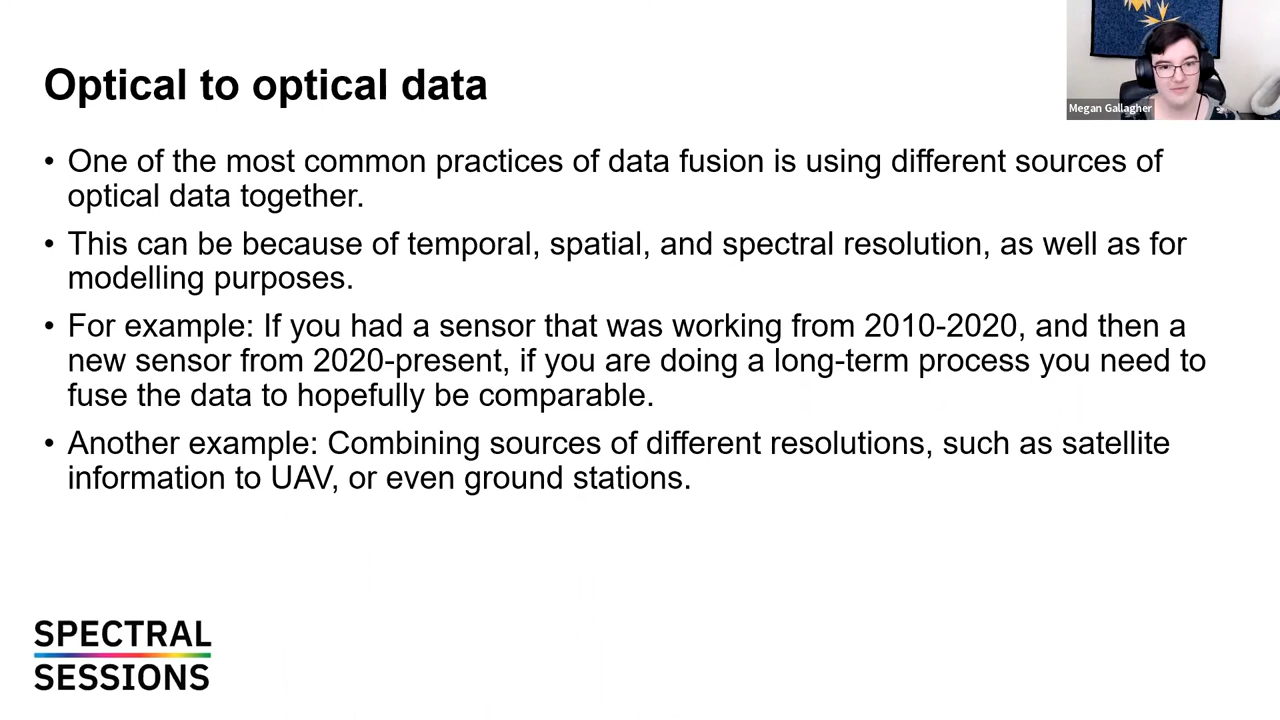 Optical to optical data
Megan Gallagher
• One of the most common practices of data fusion is using different sources of
optical data together.
• This can be because of temporal, spatial, and spectral resolution, as well as for
modelling purposes.
• For example: If you had a sensor that was working from 2010-2020, and then a
new sensor from 2020-present, if you are doing a long-term process you need to
fuse the data to hopefully be comparable.
• Another example: Combining sources of different resolutions, such as satellite
information to UAV, or even ground stations.
SPECTRAL
SESSIONS